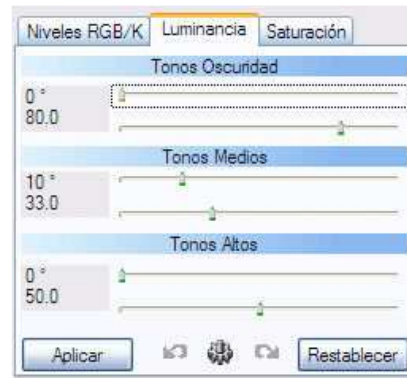 Niveles RGB/K Luminancia Saturación
Tonos Oscuridad
0 °
80.0
Tonos Medios
10 °
33.0
Tonos Altos
0 °
50.0
Aplicar Restablecer